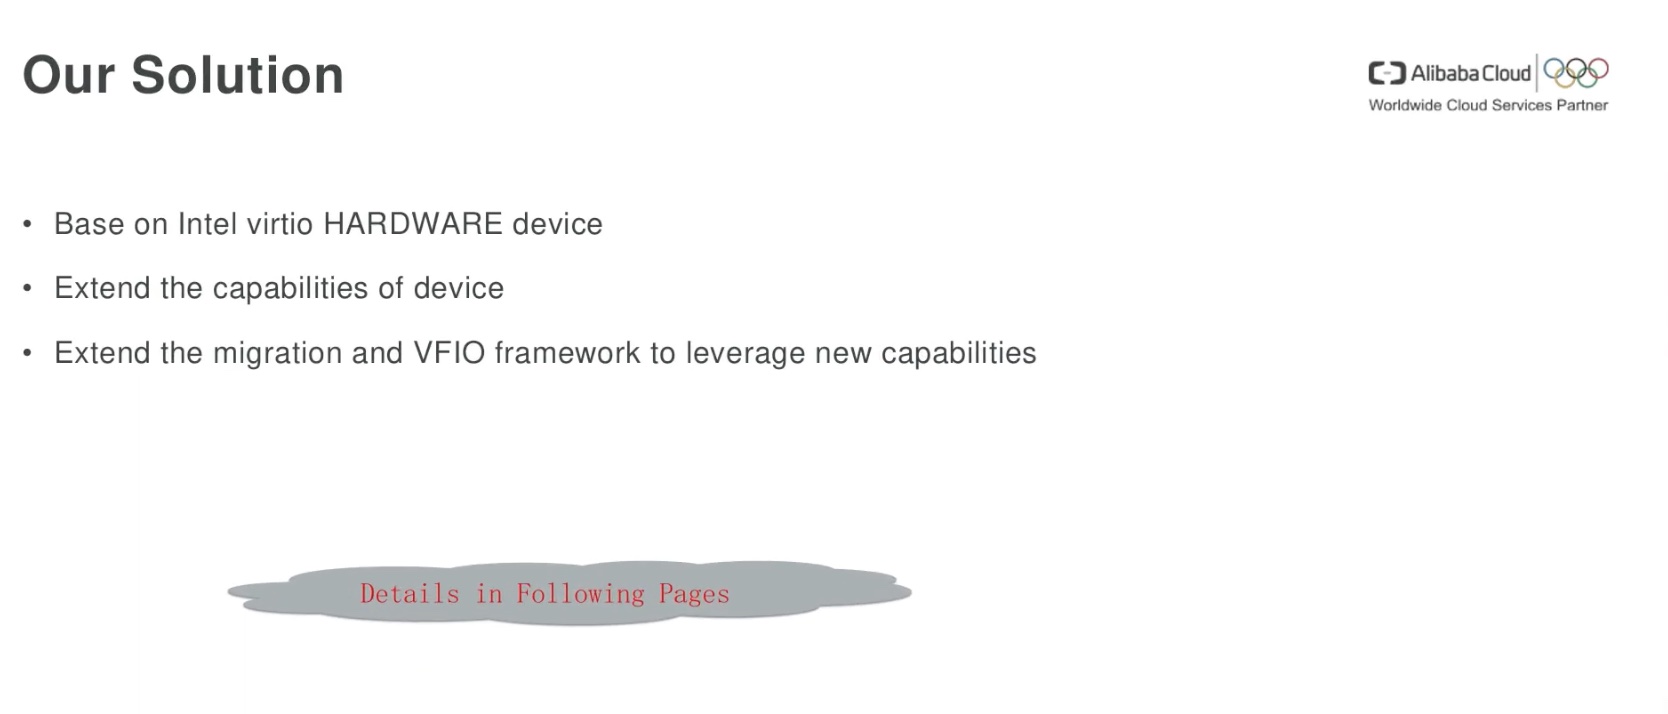 Our Solution
Alibaba Cloud
Worldwide Cloud Services Partner
• Base on Intel virtio HARDWARE device
• Extend the capabilities of device
• Extend the migration and VFIO framework to leverage new capabilities
Details in Following Pages